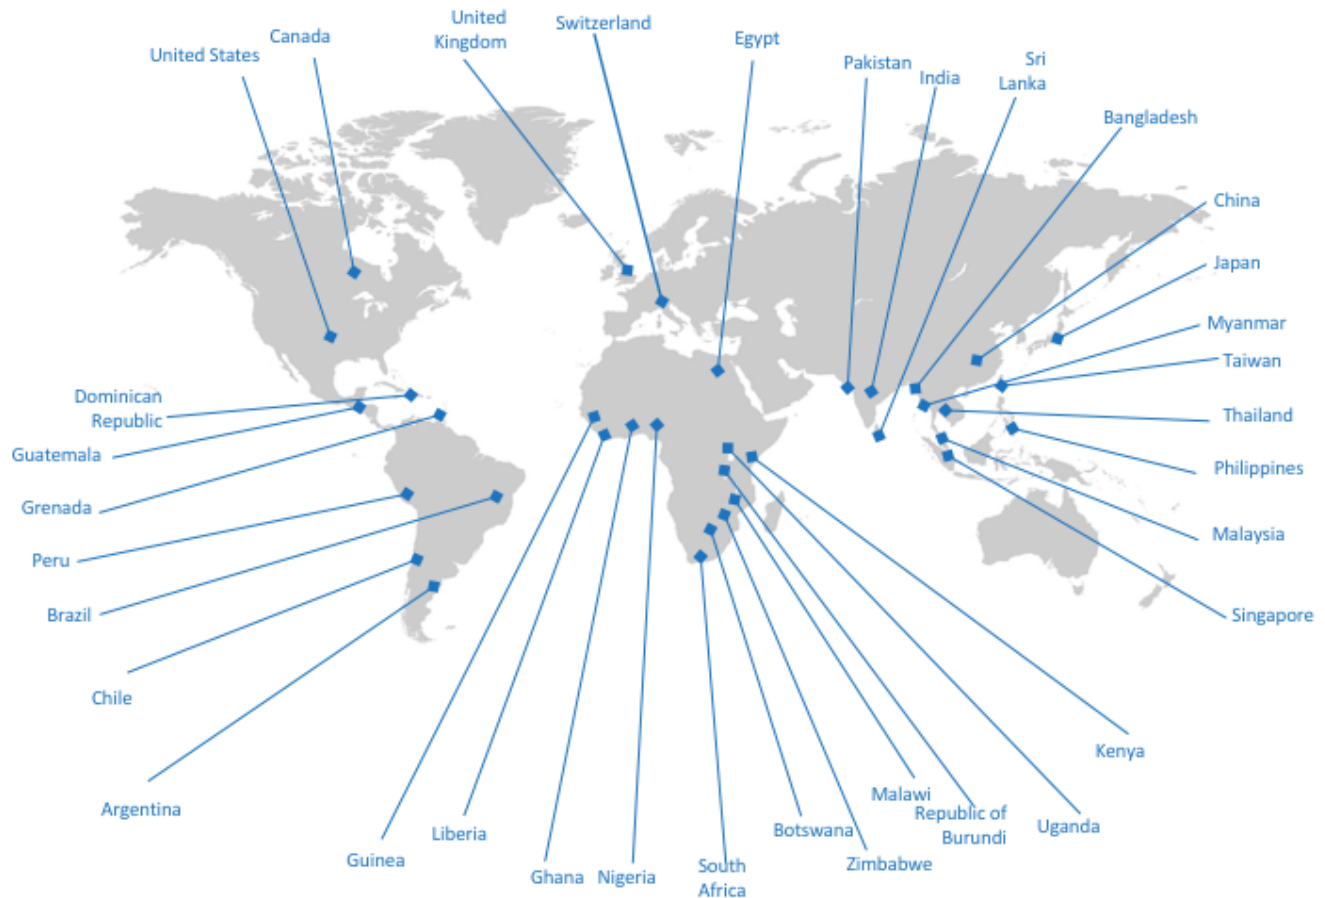 United
Kingdom
Switzerland
Canada
Egypt
United States
Pakistan
Sri
Lanka
India
Bangladesh
China
Japan
Myanmar
Taiwan
Dominican
Republic
Thailand
Guatemala
Philippines
Grenada
Malaysia
Peru
Brazil
Singapore
Chile
Kenya
Argentina
Malawi
Republic of
Burundi
Uganda
Liberia
Botswana
Guinea
Zimbabwe
Ghana
Nigeria
South
Africa